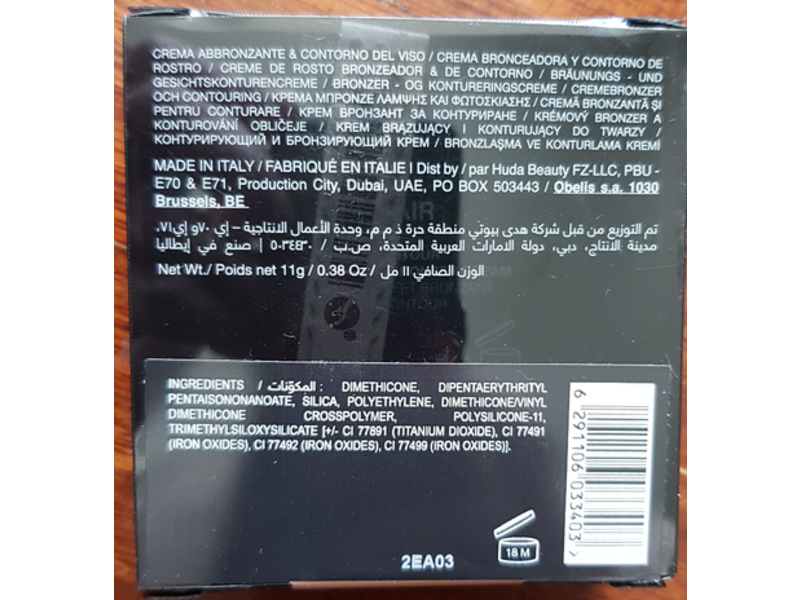 CREMA ABBRONZANTE & CONTORNO DEL VISO / CREMA BRONCEADORA Y CONTORNO DE
ROSTRO / CREME DE ROSTO BRONZEADOR & DE CONTORNO / BRÄUNUNGS - UND
GESICHTSKONTURENCREME / BRONZER - OG KONTURERINGSCREME / CREMEBRONZER
OCH CONTOURING / ΚΡΕΜΑ ΜΠΡΟΝΖΕ ΛΑΜΨΗΣ ΚΑΙ ΦΩΤΟΣΚΙΑΣΗΣ / CREMĂ BRONZANTĂ ŞI
PENTRU CONTURARE / КРЕМ БРОНЗАНТ ЗА КОНТУРИРАНЕ / KRÉMOVÝ BRONZER A
KONTUROVÁNÍ OBLIČEJE / KREM BRĄZUJĄCY I KONTURUJĄCY DO TWARZY /
КОНТУРИРУЮЩИЙ И БРОНЗИРУЮЩИЙ КРЕМ / BRONZLAŞMA VE KONTURLAMA KREMİ
MADE IN ITALY / FABRIQUÉ EN ITALIE I Dist by / par Huda Beauty FZ-LLC, PBU -
E70 & E71, Production City, Dubai, UAE, PO BOX 503443 / Obelis s.a. 1030
Brussels, BE
تم التوزيع من قبل شركة هدى بيوتي منطقة حرة ذ م م، وحدة الأعمال الانتاجية – إي ٧٠ و إي ٧١،
مدينة الانتاج، دبي، دولة الامارات العربية المتحدة، ص.ب / ٥٠٣٤٤٣٠ | صنع في إيطاليا
Net Wt./ Poids net 11g / 0.38 Oz / الوزن الصافي ١١ مل
INGREDIENTS / المكوّنات : DIMETHICONE, DIPENTAERYTHRITYL
PENTAISONONANOATE, SILICA, POLYETHYLENE, DIMETHICONE/VINYL
DIMETHICONE CROSSPOLYMER, POLYSILICONE-11,
TRIMETHYLSILOXYSILICATE [+/- CI 77891 (TITANIUM DIOXIDE), CI 77491
(IRON OXIDES), CI 77492 (IRON OXIDES), CI 77499 (IRON OXIDES)].
6 291106 033403 >
18 M
2EA03